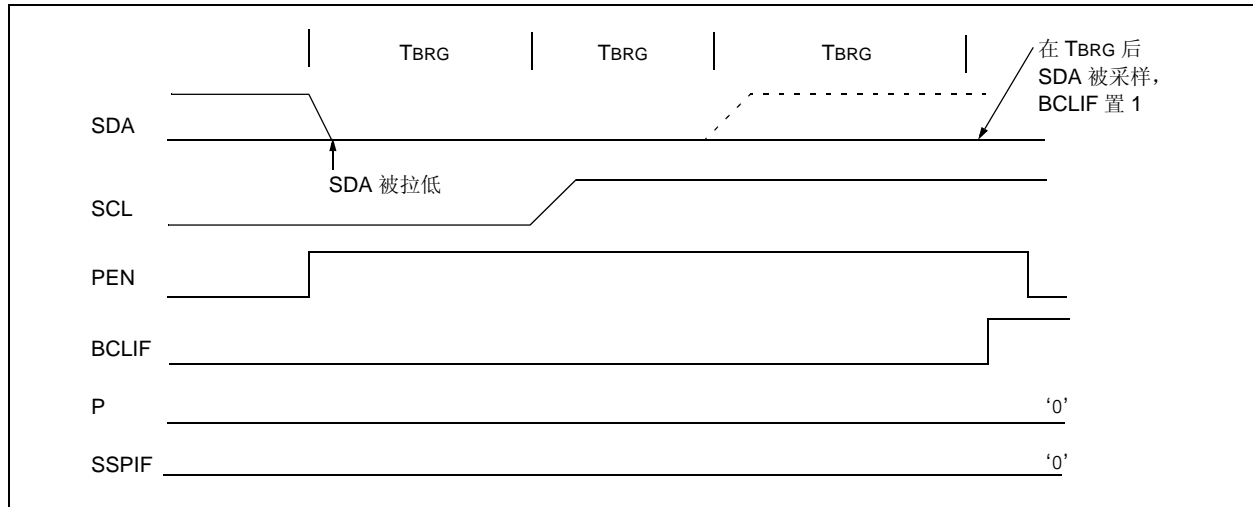 TBRG TBRG TBRG
在 TBRG 后
SDA 被采样，
BCLIF 置 1
SDA
SDA 被拉低
SCL
PEN
BCLIF
P ‘0’
SSPIF ‘0’